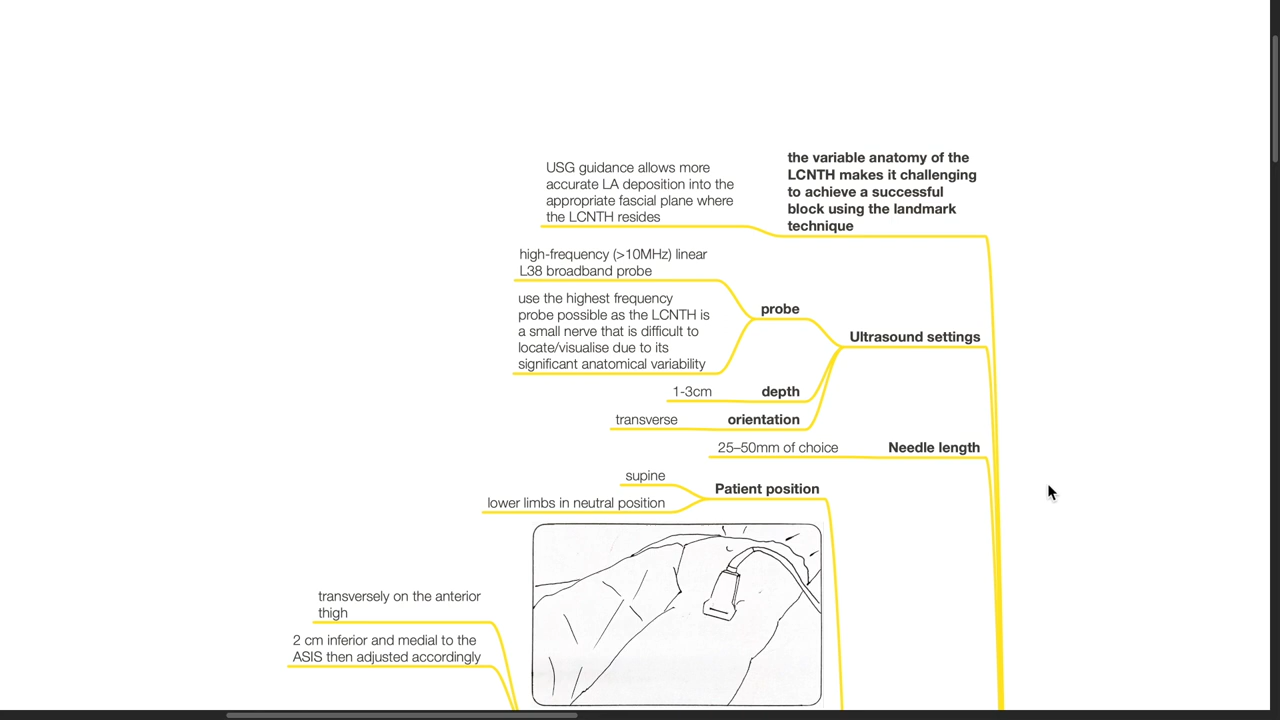 the variable anatomy of the
LCNTH makes it challenging
to achieve a successful
block using the landmark
technique
USG guidance allows more
accurate LA deposition into the
appropriate fascial plane where
the LCNTH resides
Ultrasound settings
probe
high-frequency (>10MHz) linear
L38 broadband probe
use the highest frequency
probe possible as the LCNTH is
a small nerve that is difficult to
locate/visualise due to its
significant anatomical variability
depth
1-3cm
orientation
transverse
Needle length
25–50mm of choice
Patient position
supine
lower limbs in neutral position
transversely on the anterior
thigh
2 cm inferior and medial to the
ASIS then adjusted accordingly